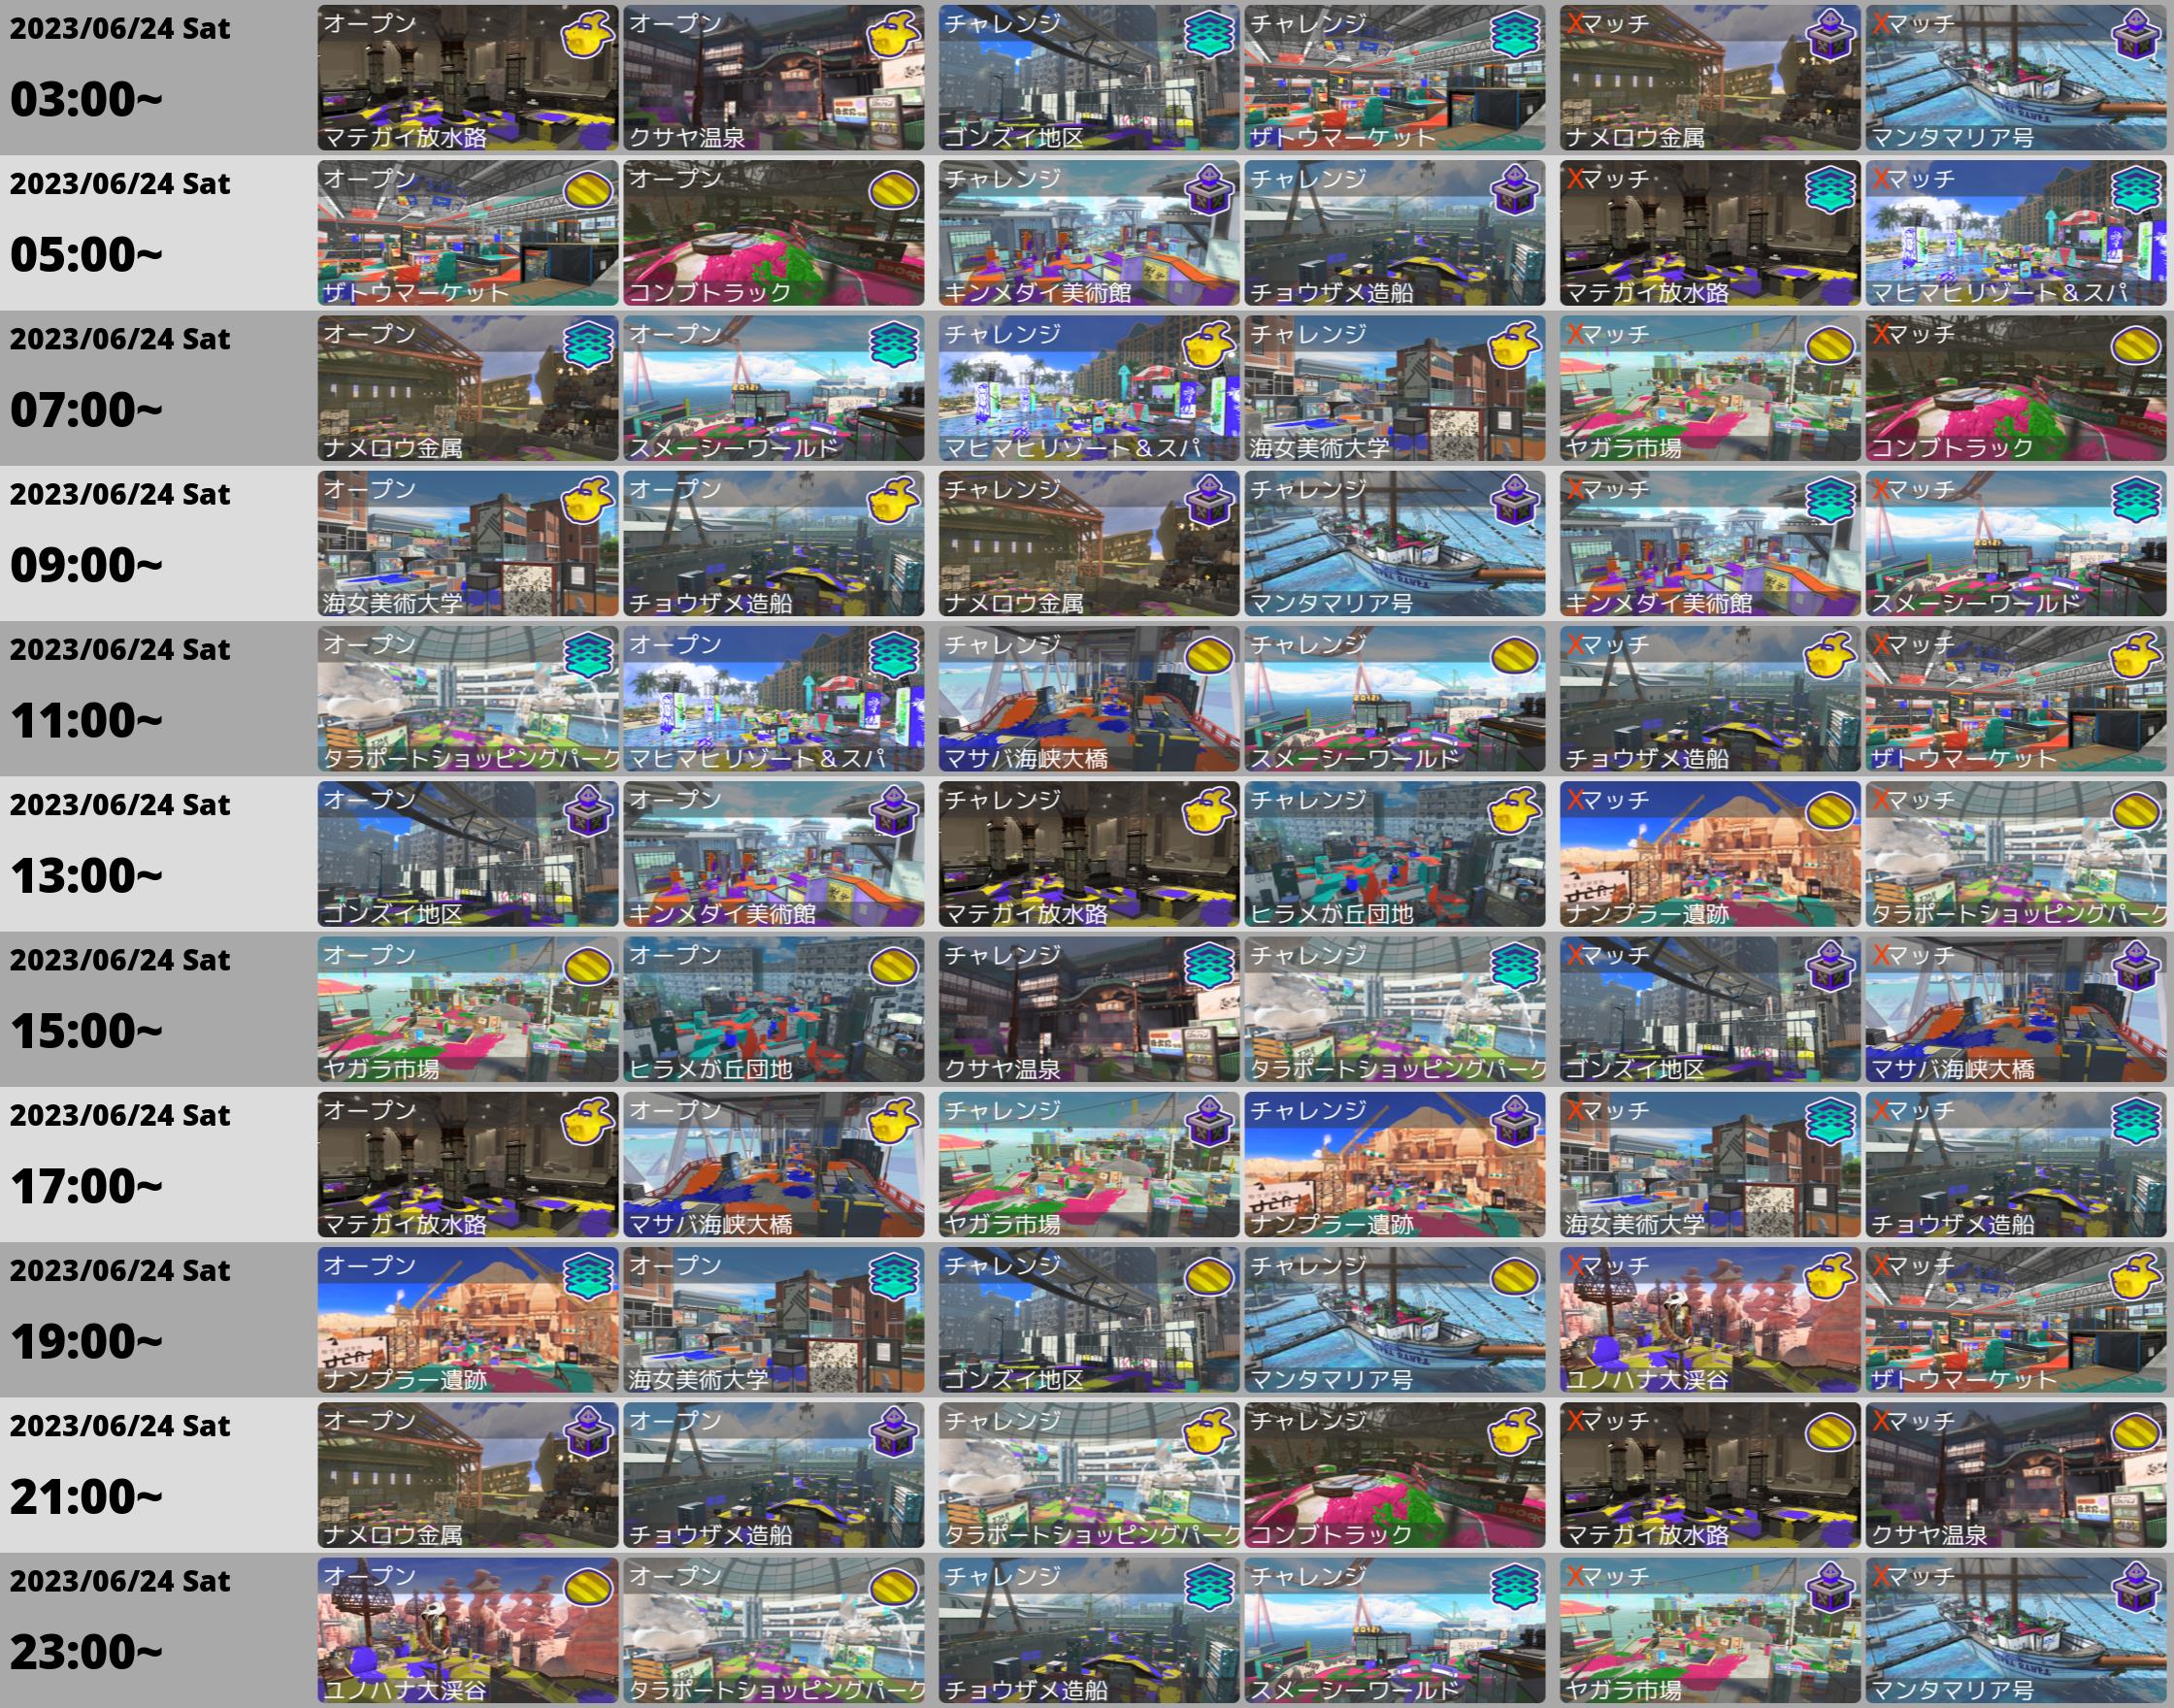 2023/06/24 Sat
03:00~
オープン
マテガイ放水路
オープン
クサヤ温泉
チャレンジ
ゴンズイ地区
チャレンジ
ザトウマーケット
Xマッチ
ナメロウ金属
Xマッチ
マンタマリア号
2023/06/24 Sat
05:00~
オープン
ザトウマーケット
オープン
コンブトラック
チャレンジ
キンメダイ美術館
チャレンジ
チョウザメ造船
Xマッチ
マテガイ放水路
Xマッチ
マヒマヒリゾート&スパ
2023/06/24 Sat
07:00~
オープン
ナメロウ金属
オープン
スメーシーワールド
チャレンジ
マヒマヒリゾート&スパ
チャレンジ
海女美術大学
Xマッチ
ヤガラ市場
Xマッチ
コンブトラック
2023/06/24 Sat
09:00~
オープン
海女美術大学
オープン
チョウザメ造船
チャレンジ
ナメロウ金属
チャレンジ
マンタマリア号
Xマッチ
キンメダイ美術館
Xマッチ
スメーシーワールド
2023/06/24 Sat
11:00~
オープン
タラポートショッピングパーク
オープン
マヒマヒリゾート&スパ
チャレンジ
マサバ海峡大橋
チャレンジ
スメーシーワールド
Xマッチ
チョウザメ造船
Xマッチ
ザトウマーケット
2023/06/24 Sat
13:00~
オープン
ゴンズイ地区
オープン
キンメダイ美術館
チャレンジ
マテガイ放水路
チャレンジ
ヒラメが丘団地
Xマッチ
ナンプラー遺跡
Xマッチ
タラポートショッピングパーク
2023/06/24 Sat
15:00~
オープン
ヤガラ市場
オープン
ヒラメが丘団地
チャレンジ
クサヤ温泉
チャレンジ
タラポートショッピングパーク
Xマッチ
ゴンズイ地区
Xマッチ
マサバ海峡大橋
2023/06/24 Sat
17:00~
オープン
マテガイ放水路
オープン
マサバ海峡大橋
チャレンジ
ヤガラ市場
チャレンジ
ナンプラー遺跡
Xマッチ
海女美術大学
Xマッチ
チョウザメ造船
2023/06/24 Sat
19:00~
オープン
ナンプラー遺跡
オープン
海女美術大学
チャレンジ
ゴンズイ地区
チャレンジ
マンタマリア号
Xマッチ
ユノハナ大渓谷
Xマッチ
ザトウマーケット
2023/06/24 Sat
21:00~
オープン
ナメロウ金属
オープン
チョウザメ造船
チャレンジ
タラポートショッピングパーク
チャレンジ
コンブトラック
Xマッチ
マテガイ放水路
Xマッチ
クサヤ温泉
2023/06/24 Sat
23:00~
オープン
ユノハナ大渓谷
オープン
タラポートショッピングパーク
チャレンジ
チョウザメ造船
チャレンジ
スメーシーワールド
Xマッチ
ヤガラ市場
Xマッチ
マンタマリア号